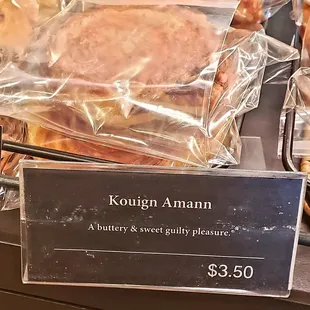 Kouign Amann
A buttery & sweet guilty pleasure.
$3.50